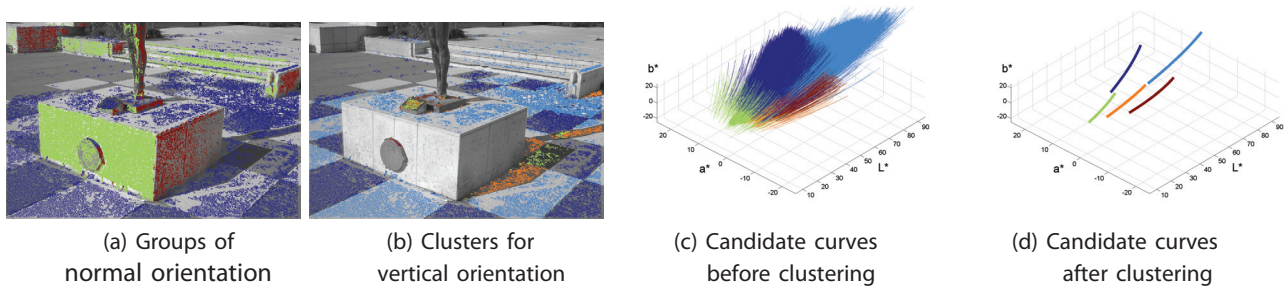 b*
20
0
-20
20
10
0
-10
-20
a*
10
20
30
40
50
60
70
80
90
L*
b*
20
0
-20
20
10
0
-10
-20
a*
10
20
30
40
50
60
70
80
90
L*
(a) Groups of
normal orientation
(b) Clusters for
vertical orientation
(c) Candidate curves
before clustering
(d) Candidate curves
after clustering